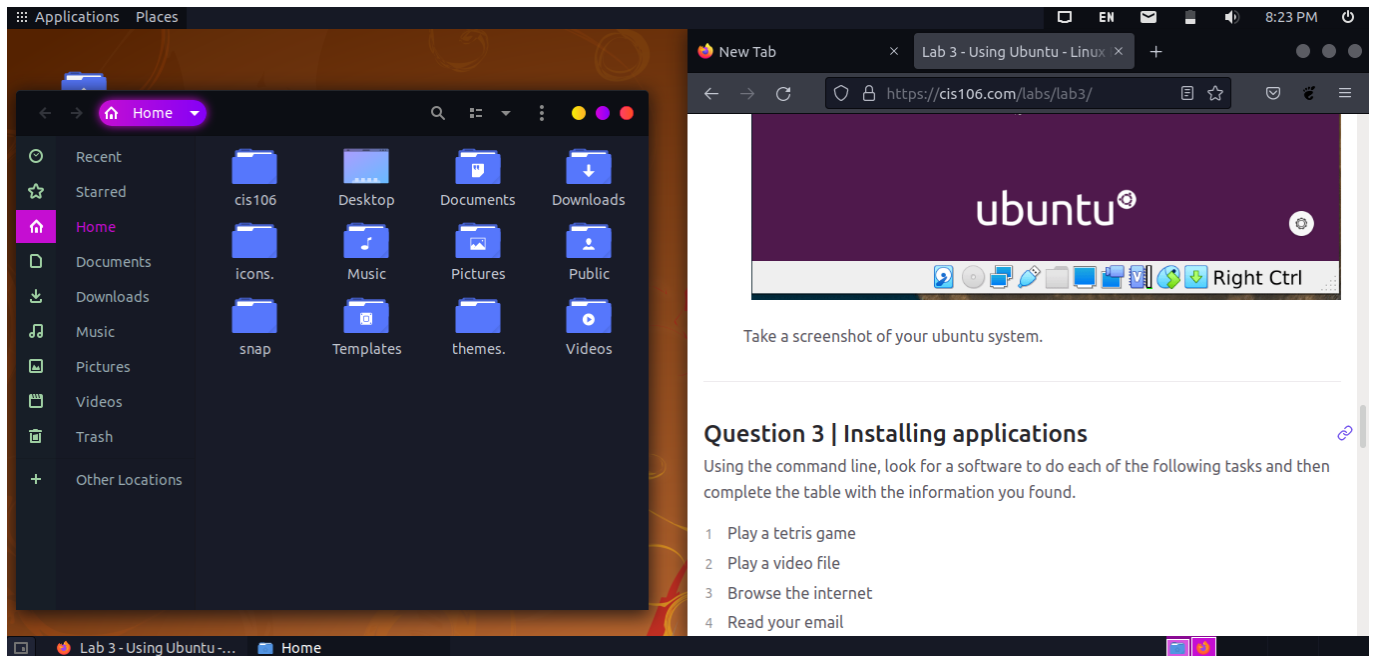 Applications Places
EN 8:23 PM
Home
Recent
Starred
Home
Documents
Downloads
Music
Pictures
Videos
Trash
Other Locations
cis106 Desktop Documents Downloads
icons. Music Pictures Public
snap Templates themes. Videos
New Tab Lab 3 - Using Ubuntu - Linux
https://cis106.com/labs/lab3/
ubuntu
Right Ctrl
Take a screenshot of your ubuntu system.
Question 3 | Installing applications
Using the command line, look for a software to do each of the following tasks and then
complete the table with the information you found.
1 Play a tetris game
2 Play a video file
3 Browse the internet
4 Read your email
Lab 3 - Using Ubuntu -... Home